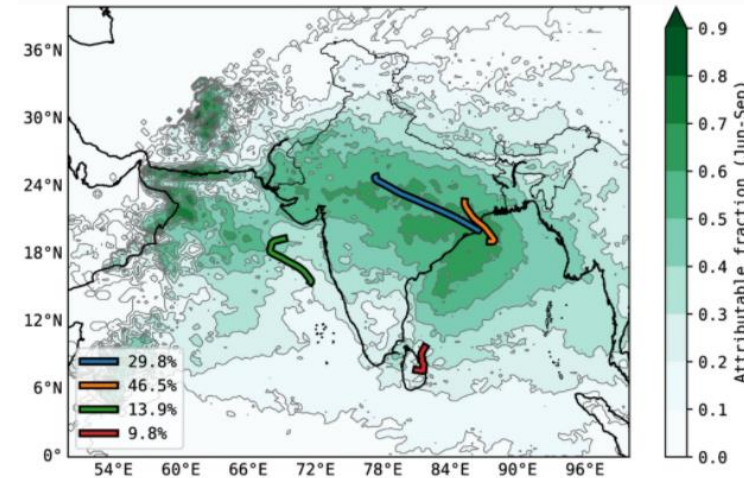 36°N
30°N
24°N
18°N
12°N
6°N
0°
54°E 60°E 66°E 72°E 78°E 84°E 90°E 96°E
29.8%
46.5%
13.9%
9.8%
0.9
0.8
0.7
0.6
0.5
0.4
0.3
0.2
0.1
0.0
Attributable fraction (Jun-Sep)